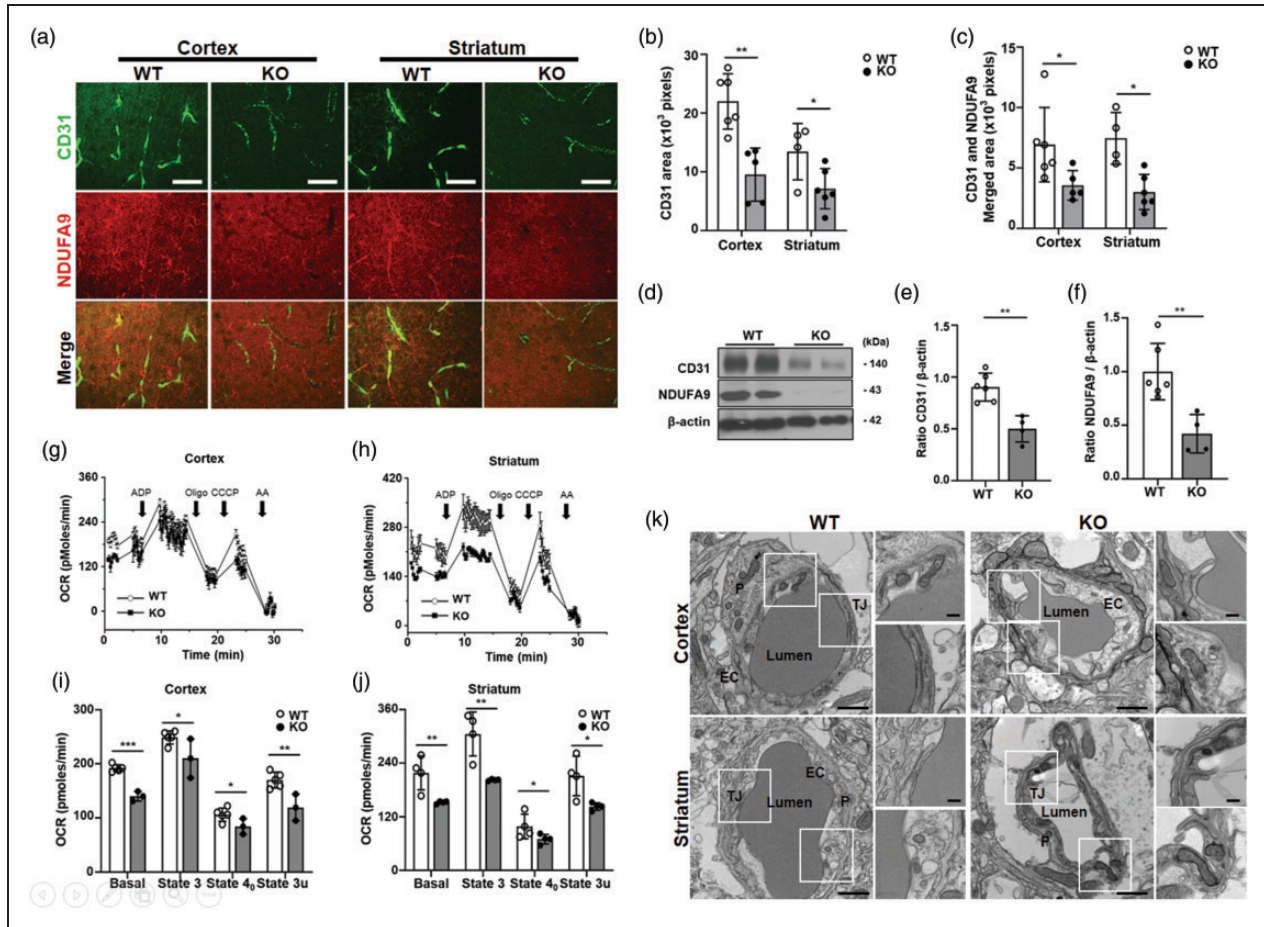 (a)
Cortex
Striatum
WT
KO
WT
KO
CD31
NDUFA9
Merge
(b)
CD31 area (x10³ pixels)
30
20
10
0
**
*
WT
KO
Cortex
Striatum
(c)
CD31 and NDUFA9
Merged area (x10³ pixels)
15
10
5
0
*
*
WT
KO
Cortex
Striatum
(d)
WT
KO
(kDa)
CD31
- 140
NDUFA9
- 43
β-actin
- 42
(e)
Ratio CD31 / β-actin
1.5
1.0
0.5
0.0
**
WT
KO
(f)
Ratio NDUFA9 / β-actin
1.5
1.0
0.5
0.0
**
WT
KO
(g)
Cortex
OCR (pMoles/min)
360
240
120
0
ADP
Oligo
CCCP
AA
WT
KO
0
10
20
30
40
Time (min)
(h)
Striatum
OCR (pMoles/min)
420
280
140
0
ADP
Oligo
CCCP
AA
WT
KO
0
10
20
30
40
Time (min)
(i)
Cortex
OCR (pmoles/min)
300
200
100
0
***
*
*
**
WT
KO
Basal
State 3
State 4₀
State 3u
(j)
Striatum
OCR (pmoles/min)
360
240
120
0
**
**
*
*
WT
KO
Basal
State 3
State 4₀
State 3u
(k)
WT
KO
Cortex
P
TJ
Lumen
EC
Lumen
EC
Striatum
EC
TJ
Lumen
P
TJ
Lumen
P